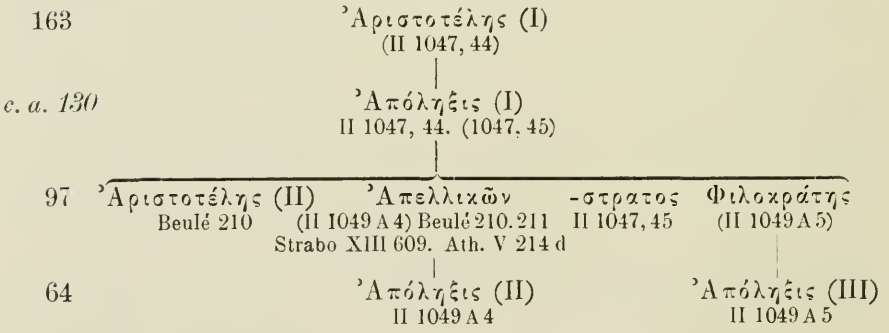 163 Ἀριστοτέλης (I)
(II 1047, 44)
c. a. 130 Ἀπόληξις (I)
II 1047, 44. (1047, 45)
97 Ἀριστοτέλης (II) Ἀπελλικῶν -στρατος Φιλοκράτης
Beulé 210 (II 1049 A 4) Beulé 210. 211 II 1047, 45 (II 1049 A 5)
Strabo XIII 609. Ath. V 214 d
64 Ἀπόληξις (II) Ἀπόληξις (III)
II 1049 A 4 II 1049 A 5